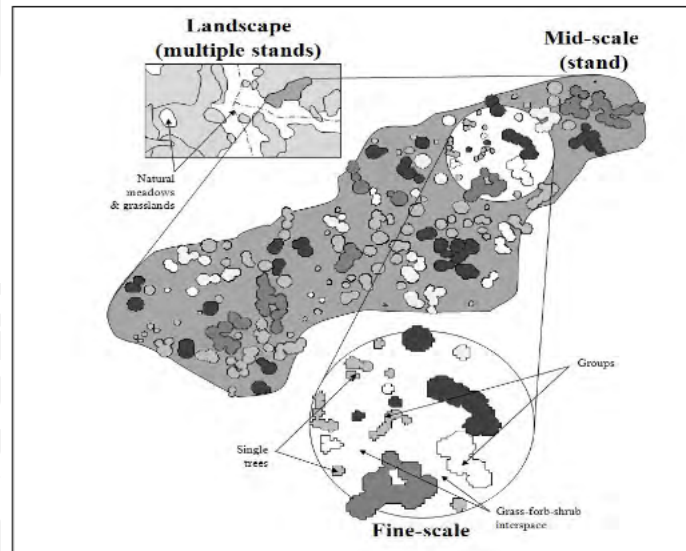 Landscape
(multiple stands)
Mid-scale
(stand)
Natural
meadows
& grasslands
Groups
Single
trees
Grass-forb-shrub
interspace
Fine-scale